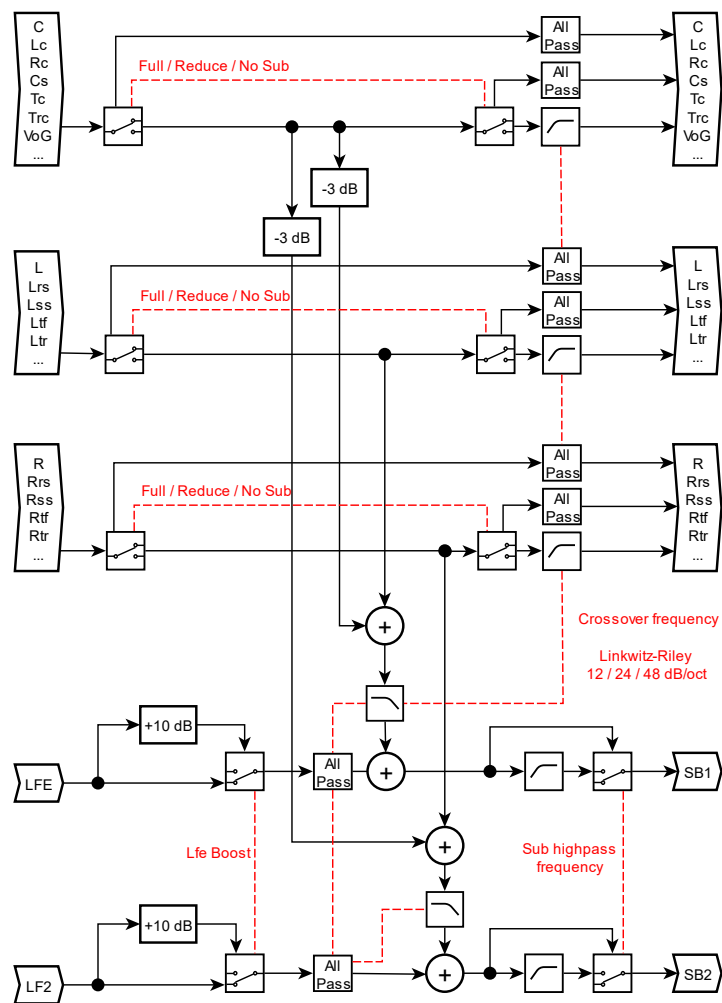 C
Lc
Rc
Cs
Tc
Trc
VoG
...
Full / Reduce / No Sub
All
Pass
All
Pass
C
Lc
Rc
Cs
Tc
Trc
VoG
...
-3 dB
-3 dB
L
Lrs
Lss
Ltf
Ltr
...
Full / Reduce / No Sub
All
Pass
All
Pass
L
Lrs
Lss
Ltf
Ltr
...
R
Rrs
Rss
Rtf
Rtr
...
Full / Reduce / No Sub
All
Pass
All
Pass
R
Rrs
Rss
Rtf
Rtr
...
+
Crossover frequency
Linkwitz-Riley
12 / 24 / 48 dB/oct
+10 dB
LFE
All
Pass
+
SB1
Lfe Boost
+
Sub highpass
frequency
+10 dB
LF2
All
Pass
+
SB2